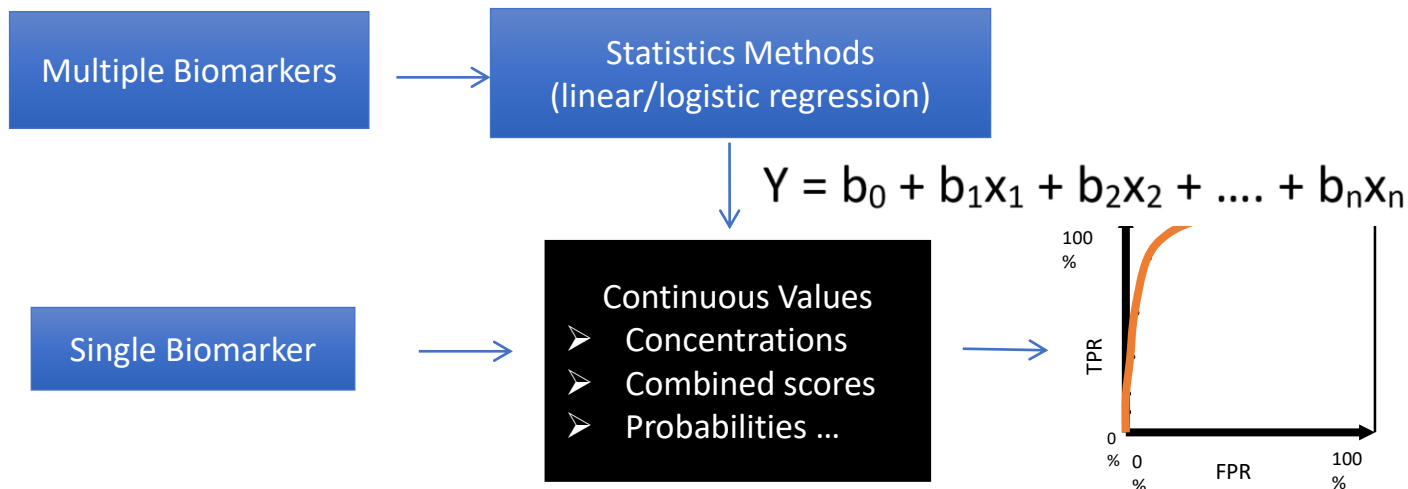 Multiple Biomarkers
Statistics Methods
(linear/logistic regression)
Y = b₀ + b₁x₁ + b₂x₂ + .... + bₙxₙ
Single Biomarker
Continuous Values
➢ Concentrations
➢ Combined scores
➢ Probabilities ...
100
%
TPR
0
%
0
%
FPR
100
%